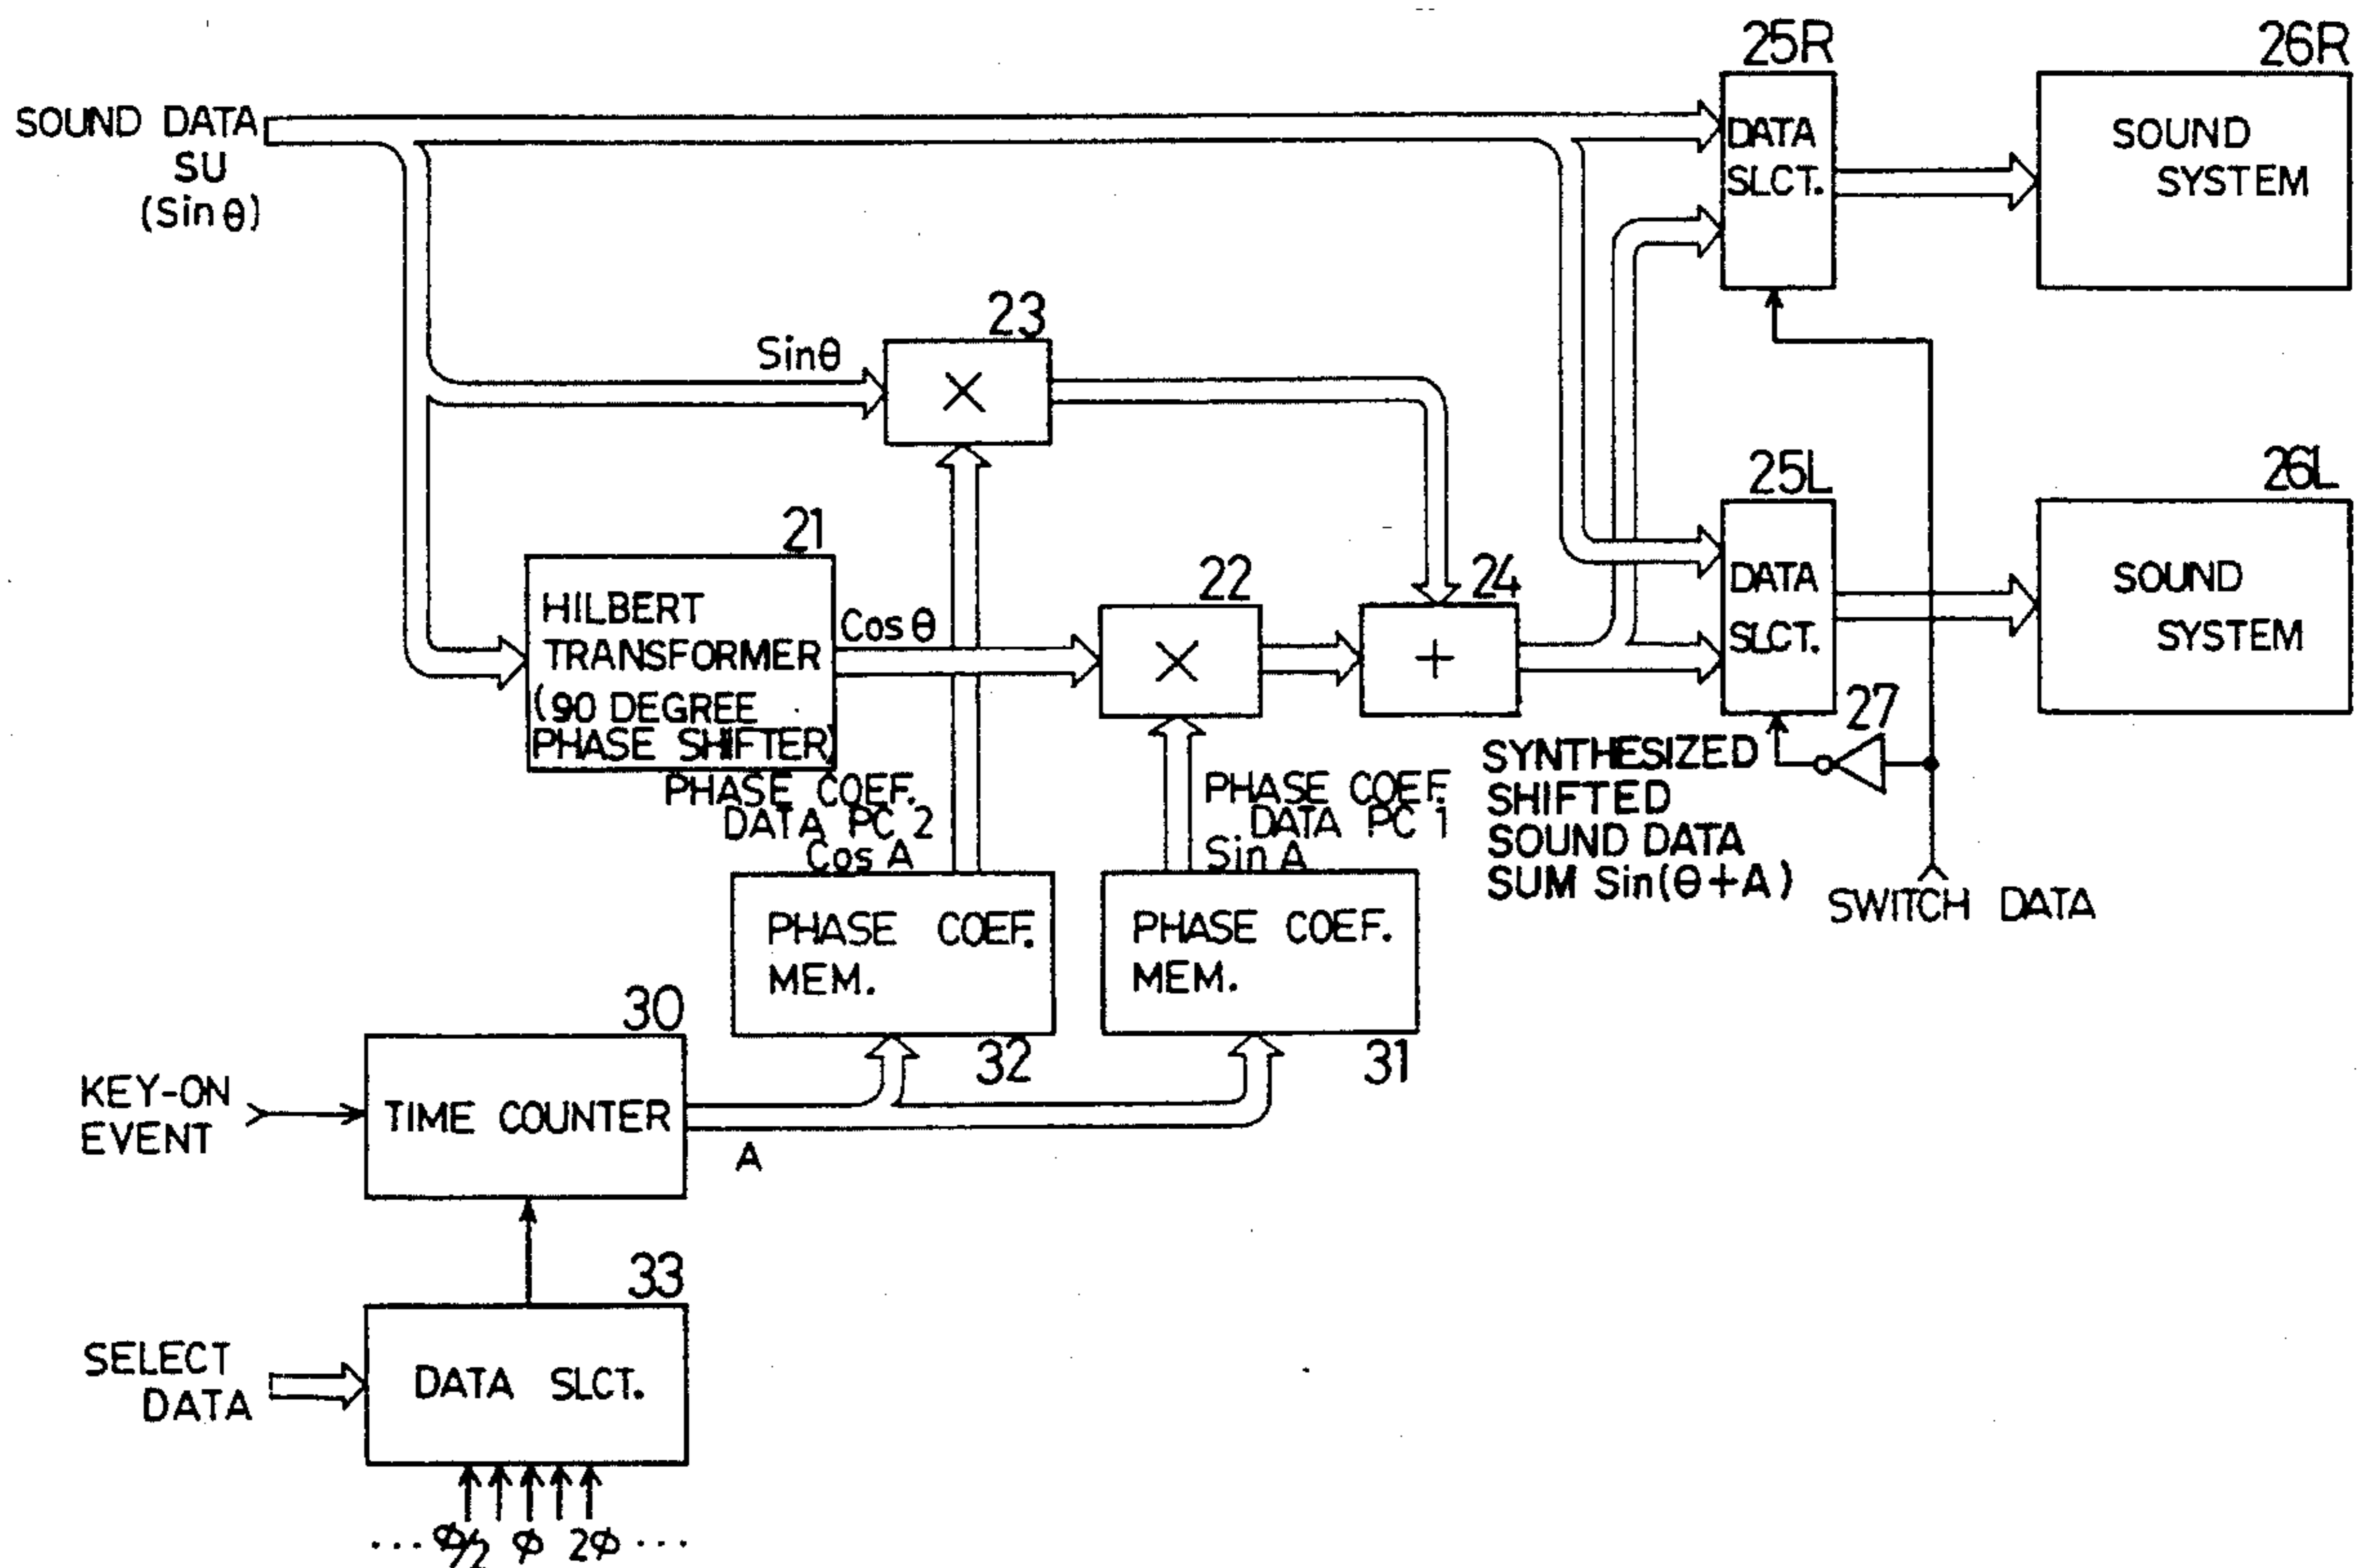 25R
26R
SOUND DATA
SU
(Sin θ)
DATA
SLCT.
SOUND
SYSTEM
23
Sinθ
×
25L
26L
21
HILBERT
TRANSFORMER
(90 DEGREE
PHASE SHIFTER)
Cos θ
22
×
24
+
DATA
SLCT.
SOUND
SYSTEM
27
PHASE COEF.
DATA PC 2
Cos A
PHASE COEF.
DATA PC 1
Sin A
SYNTHESIZED
SHIFTED
SOUND DATA
SUM Sin(θ+A)
SWITCH DATA
PHASE COEF.
MEM.
PHASE COEF.
MEM.
30
32
31
KEY-ON
EVENT
TIME COUNTER
A
33
SELECT
DATA
DATA SLCT.
... φ/2 φ 2φ ...